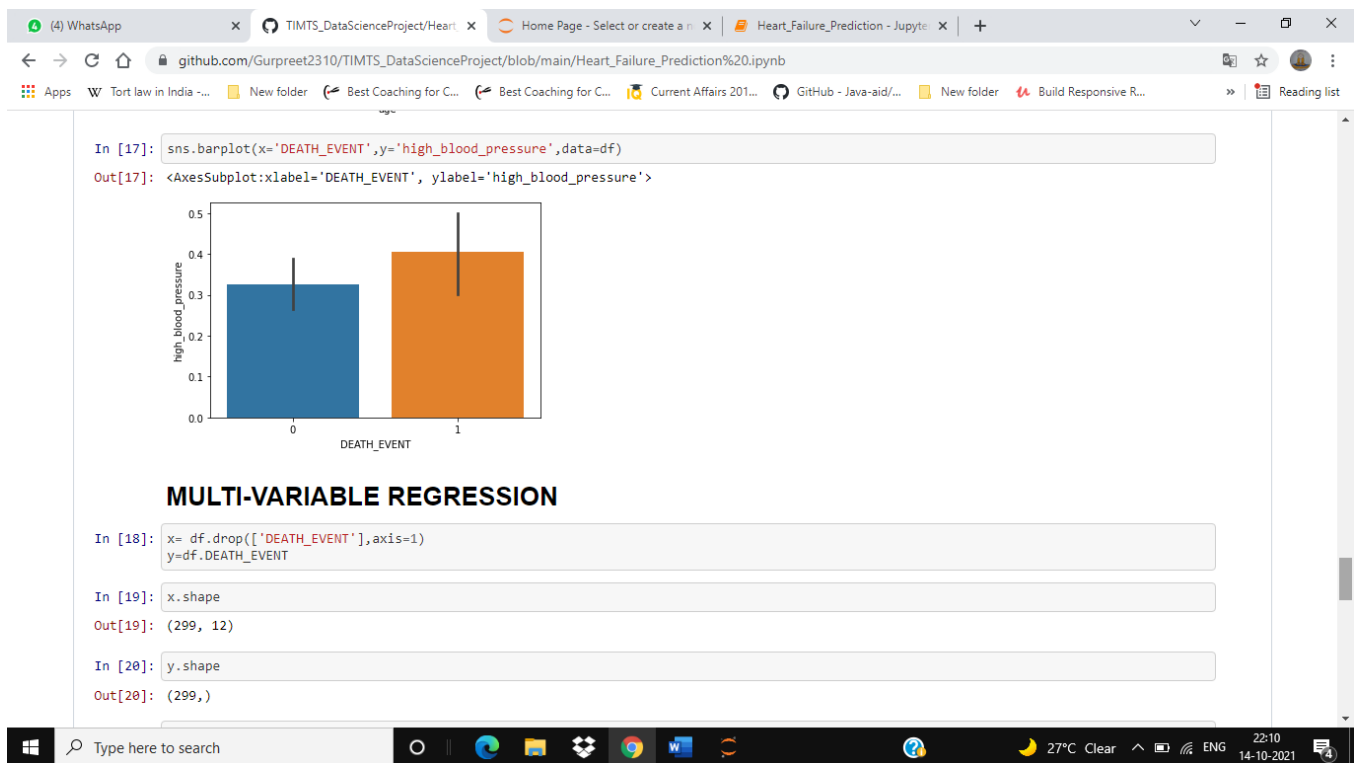 (4) WhatsApp
TIMTS_DataScienceProject/Heart_
Home Page - Select or create a n
Heart_Failure_Prediction - Jupyte
github.com/Gurpreet2310/TIMTS_DataScienceProject/blob/main/Heart_Failure_Prediction%20.ipynb
Apps
W Tort law in India -...
New folder
Best Coaching for C...
Best Coaching for C...
Current Affairs 201...
GitHub - Java-aid/...
New folder
Build Responsive R...
»
Reading list
age
In [17]: sns.barplot(x='DEATH_EVENT',y='high_blood_pressure',data=df)
Out[17]: <AxesSubplot:xlabel='DEATH_EVENT', ylabel='high_blood_pressure'>
0.5
0.4
0.3
0.2
0.1
0.0
high_blood_pressure
0 1
DEATH_EVENT
MULTI-VARIABLE REGRESSION
In [18]: x= df.drop(['DEATH_EVENT'],axis=1)
y=df.DEATH_EVENT
In [19]: x.shape
Out[19]: (299, 12)
In [20]: y.shape
Out[20]: (299,)
Type here to search
27°C Clear
ENG
22:10
14-10-2021
4